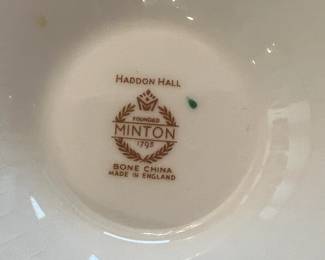 HADDON HALL
FOUNDED
MINTON
1793
BONE CHINA
MADE IN ENGLAND